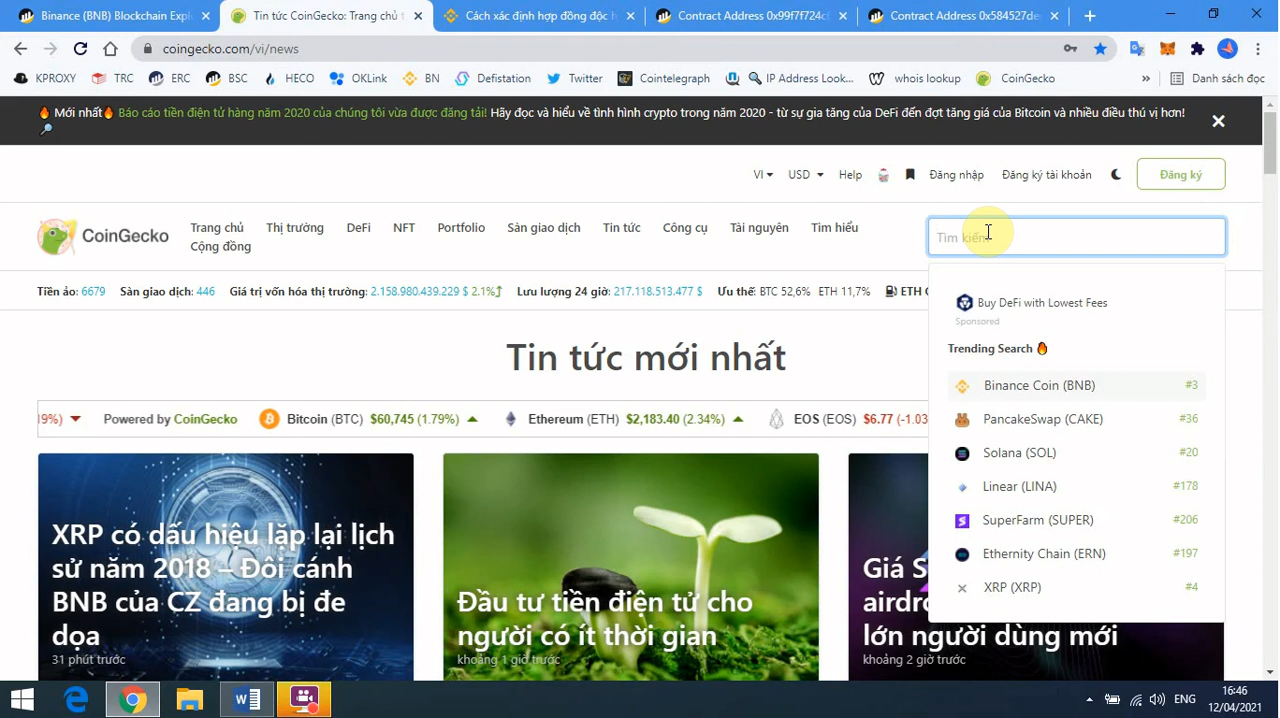 Binance (BNB) Blockchain Expl
Tin tức CoinGecko: Trang chủ t
Cách xác định hợp đồng độc h
Contract Address 0x99f7f724c
Contract Address 0x584527de
coingecko.com/vi/news
KPROXY
TRC
ERC
BSC
HECO
OKLink
BN
Defistation
Twitter
Cointelegraph
IP Address Look...
whois lookup
CoinGecko
»
Danh sách đọc
Mới nhất Báo cáo tiền điện tử hàng năm 2020 của chúng tôi vừa được đăng tải! Hãy đọc và hiểu về tình hình crypto trong năm 2020 - từ sự gia tăng của DeFi đến đợt tăng giá của Bitcoin và nhiều điều thú vị hơn!
VI
USD
Help
Đăng nhập
Đăng ký tài khoản
Đăng ký
CoinGecko
Trang chủ
Thị trường
DeFi
NFT
Portfolio
Sàn giao dịch
Tin tức
Công cụ
Tài nguyên
Tìm hiểu
Cộng đồng
Tìm kiếm
Tiền ảo: 6679
Sàn giao dịch: 446
Giá trị vốn hóa thị trường: 2.158.980.439.229 $ 2.1%
Lưu lượng 24 giờ: 217.118.513.477 $
Ưu thế: BTC 52,6% ETH 11,7%
ETH
Buy DeFi with Lowest Fees
Sponsored
Trending Search
Binance Coin (BNB) #3
PancakeSwap (CAKE) #36
Solana (SOL) #20
Linear (LINA) #178
SuperFarm (SUPER) #206
Ethernity Chain (ERN) #197
XRP (XRP) #4
Tin tức mới nhất
19%)
Powered by CoinGecko
Bitcoin (BTC) $60,745 (1.79%)
Ethereum (ETH) $2,183.40 (2.34%)
EOS (EOS) $6.77 (-1.03
XRP có dấu hiệu lặp lại lịch
sử năm 2018 – Đôi cánh
BNB của CZ đang bị đe
dọa
31 phút trước
Đầu tư tiền điện tử cho
người có ít thời gian
khoảng 1 giờ trước
Giá S
airdro
lớn người dùng mới
khoảng 2 giờ trước
ENG
16:46
12/04/2021